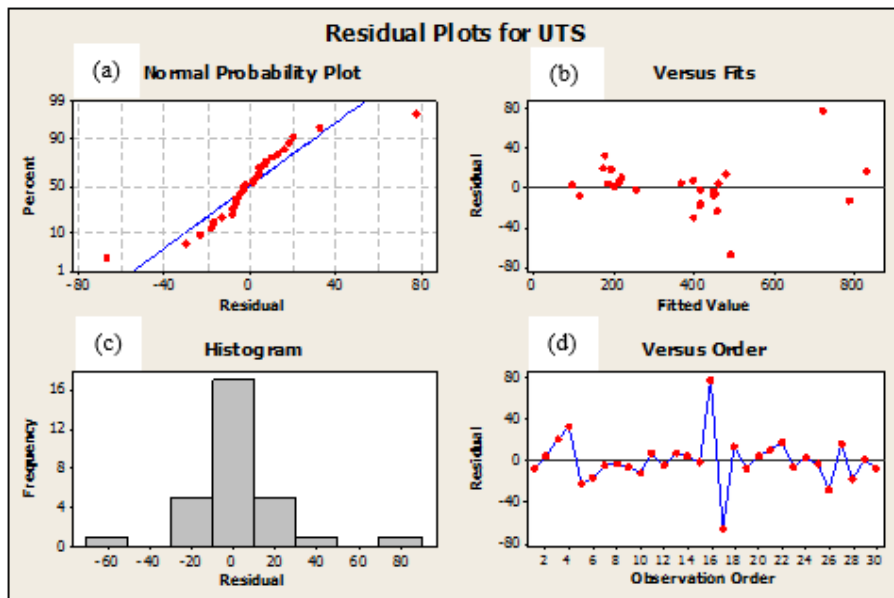 Residual Plots for UTS
(a)
Normal Probability Plot
99
90
50
10
1
Percent
-80 -40 0 40 80
Residual
(b)
Versus Fits
80
40
0
-40
-80
Residual
0 200 400 600 800
Fitted Value
(c)
Histogram
16
12
8
4
0
Frequency
-60 -40 -20 0 20 40 60 80
Residual
(d)
Versus Order
80
40
0
-40
-80
Residual
2 4 6 8 10 12 14 16 18 20 22 24 26 28 30
Observation Order